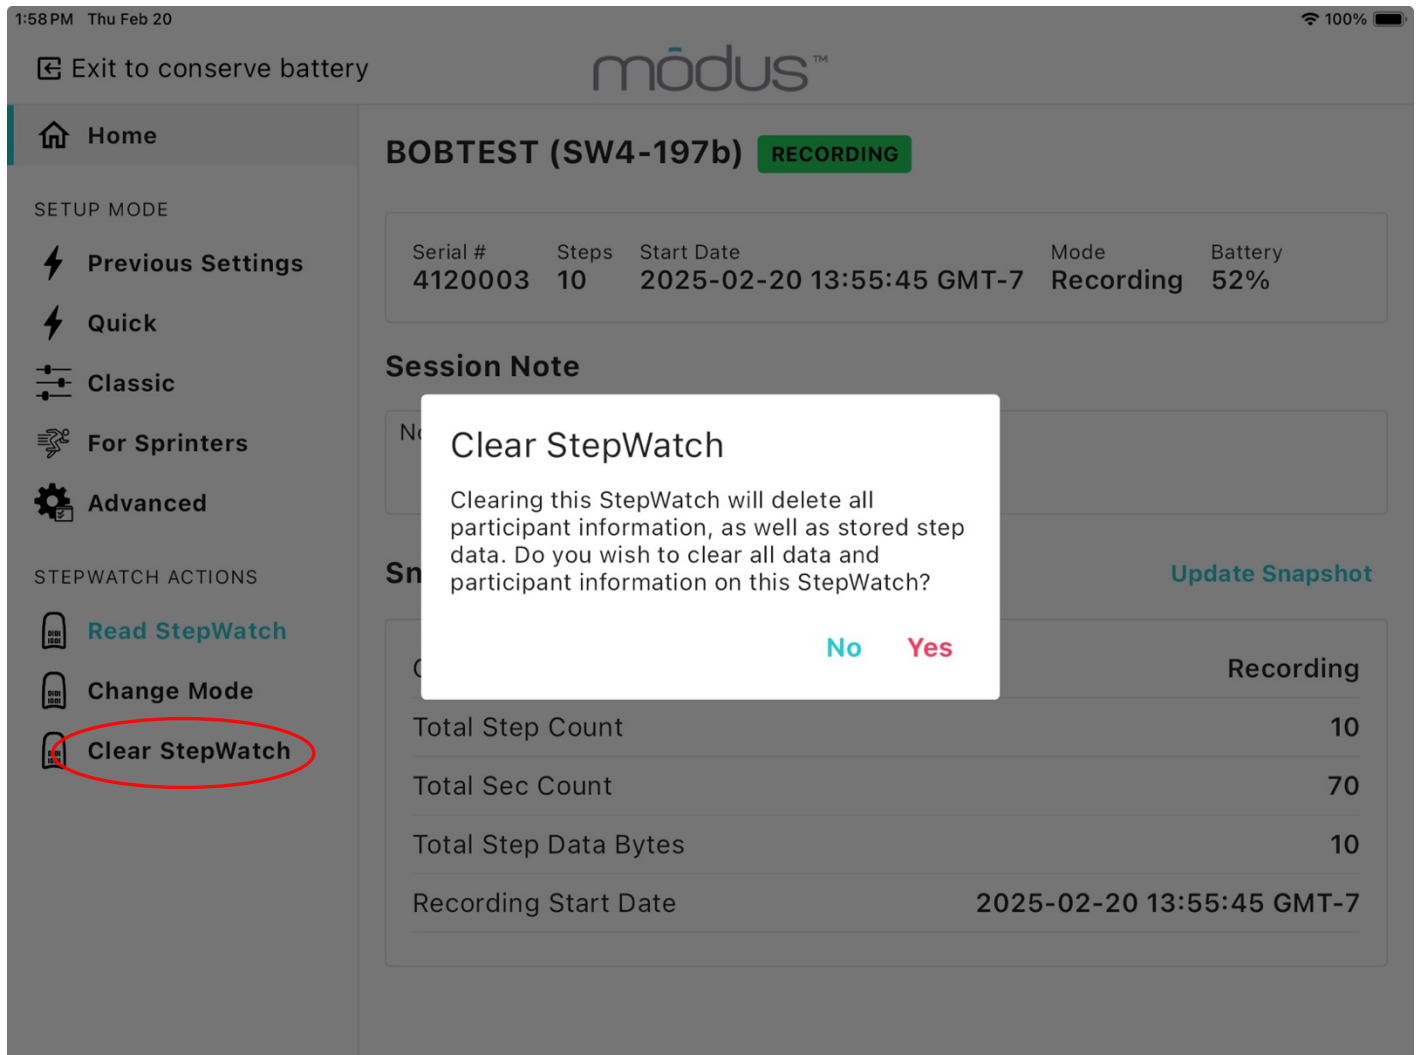 1:58 PM Thu Feb 20
100%
Exit to conserve battery
mōdus™
Home
SETUP MODE
Previous Settings
Quick
Classic
For Sprinters
Advanced
STEPWATCH ACTIONS
Read StepWatch
Change Mode
Clear StepWatch
BOBTEST (SW4-197b) RECORDING
Serial # Steps Start Date Mode Battery
4120003 10 2025-02-20 13:55:45 GMT-7 Recording 52%
Session Note
Clear StepWatch
Clearing this StepWatch will delete all
participant information, as well as stored step
data. Do you wish to clear all data and
participant information on this StepWatch?
No Yes
Update Snapshot
Recording
Total Step Count 10
Total Sec Count 70
Total Step Data Bytes 10
Recording Start Date 2025-02-20 13:55:45 GMT-7